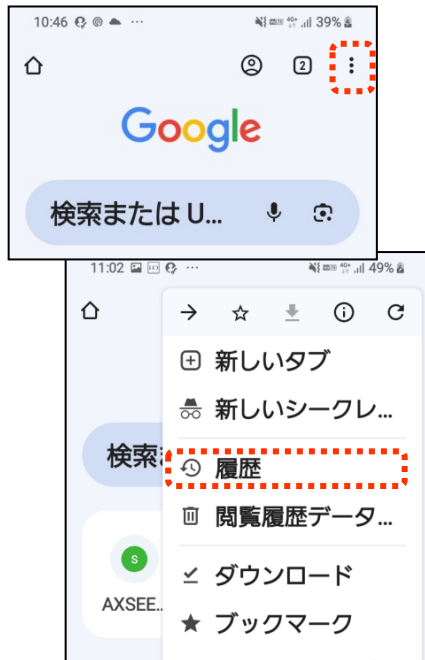 10:46 … 4G+ 39%
2
Google
検索または U...
11:02 … 4G+ 49%
新しいタブ
新しいシークレ...
検索
履歴
閲覧履歴データ...
S
ダウンロード
AXSEE..
ブックマーク